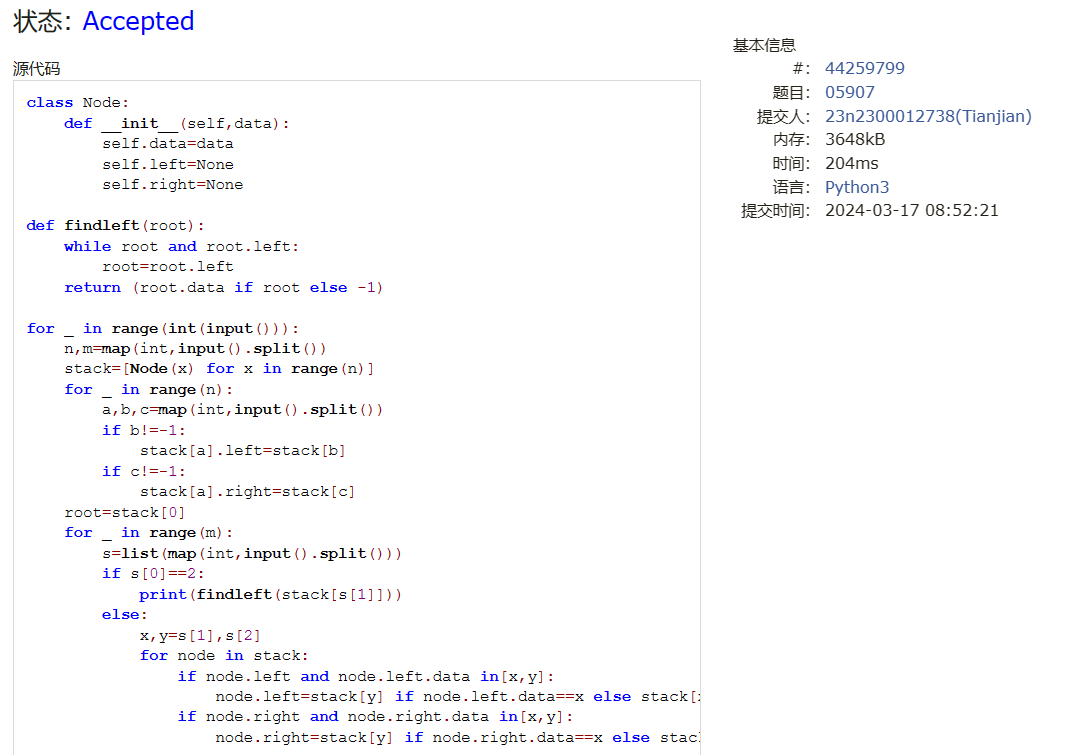 状态: Accepted
源代码
class Node:
    def __init__(self,data):
        self.data=data
        self.left=None
        self.right=None

def findleft(root):
    while root and root.left:
        root=root.left
    return (root.data if root else -1)

for _ in range(int(input())):
    n,m=map(int,input().split())
    stack=[Node(x) for x in range(n)]
    for _ in range(n):
        a,b,c=map(int,input().split())
        if b!=-1:
            stack[a].left=stack[b]
        if c!=-1:
            stack[a].right=stack[c]
    root=stack[0]
    for _ in range(m):
        s=list(map(int,input().split()))
        if s[0]==2:
            print(findleft(stack[s[1]]))
        else:
            x,y=s[1],s[2]
            for node in stack:
                if node.left and node.left.data in[x,y]:
                    node.left=stack[y] if node.left.data==x else stack[
                if node.right and node.right.data in[x,y]:
                    node.right=stack[y] if node.right.data==x else stac
基本信息
#: 44259799
题目: 05907
提交人: 23n2300012738(Tianjian)
内存: 3648kB
时间: 204ms
语言: Python3
提交时间: 2024-03-17 08:52:21